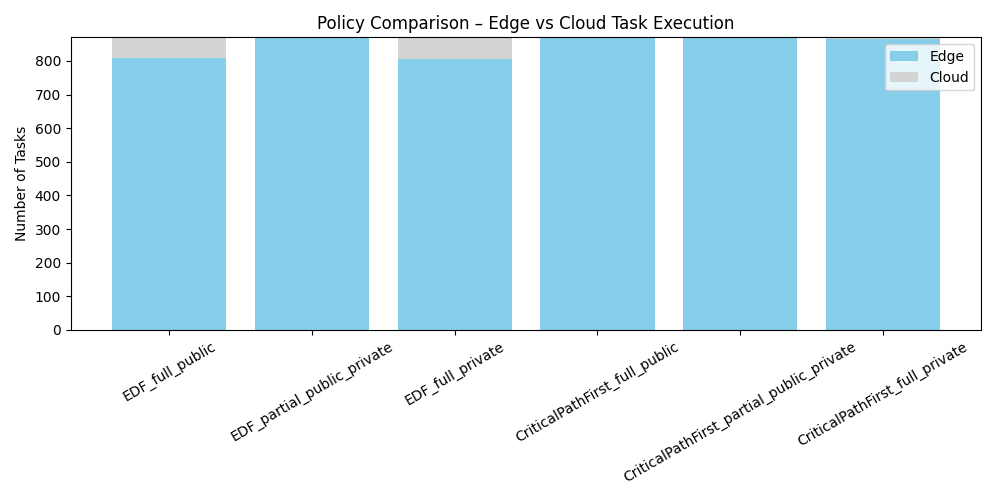 Policy Comparison – Edge vs Cloud Task Execution
Number of Tasks
800
700
600
500
400
300
200
100
0
Edge
Cloud
EDF_full_public
EDF_partial_public_private
EDF_full_private
CriticalPathFirst_full_public
CriticalPathFirst_partial_public_private
CriticalPathFirst_full_private